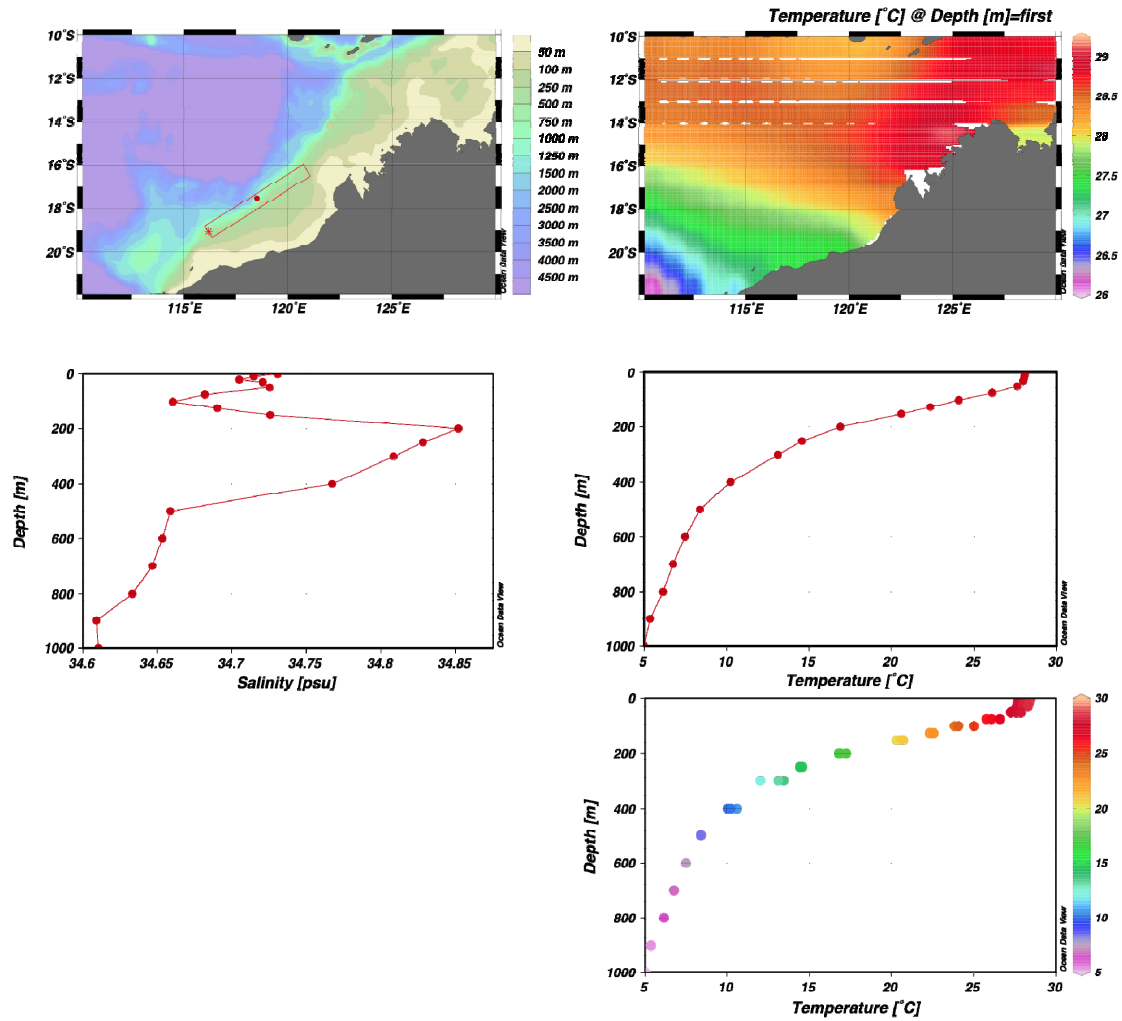 Temperature [˚C] @ Depth [m]=first
10˚S
12˚S
14˚S
16˚S
18˚S
20˚S
115˚E
120˚E
125˚E
Ocean Data View
50 m
100 m
250 m
500 m
750 m
1000 m
1250 m
1500 m
2000 m
2500 m
3000 m
3500 m
4000 m
4500 m
10˚S
12˚S
14˚S
16˚S
18˚S
20˚S
115˚E
120˚E
125˚E
Ocean Data View
29
28.5
28
27.5
27
26.5
26
0
200
400
600
800
1000
Depth [m]
34.6
34.65
34.7
34.75
34.8
34.85
Salinity [psu]
Ocean Data View
0
200
400
600
800
1000
Depth [m]
5
10
15
20
25
30
Temperature [˚C]
Ocean Data View
0
200
400
600
800
1000
Depth [m]
5
10
15
20
25
30
Temperature [˚C]
Ocean Data View
30
25
20
15
10
5